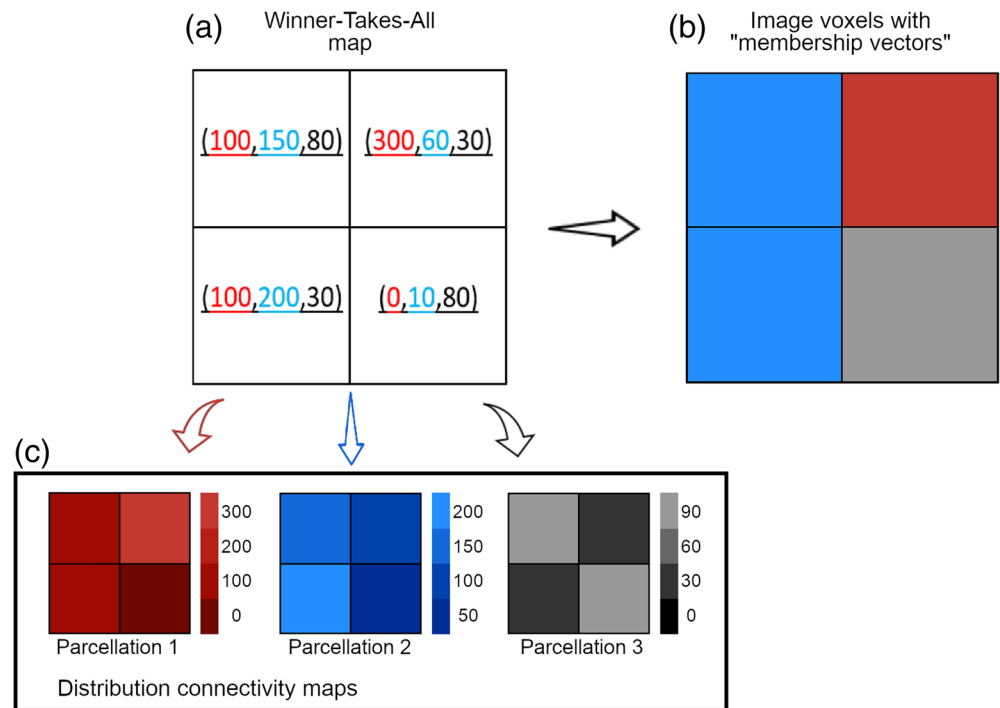 (a)
Winner-Takes-All
map
(b)
Image voxels with
"membership vectors"
(100,150,80)
(300,60,30)
(100,200,30)
(0,10,80)
(c)
300
200
100
0
Parcellation 1
200
150
100
50
Parcellation 2
90
60
30
0
Parcellation 3
Distribution connectivity maps